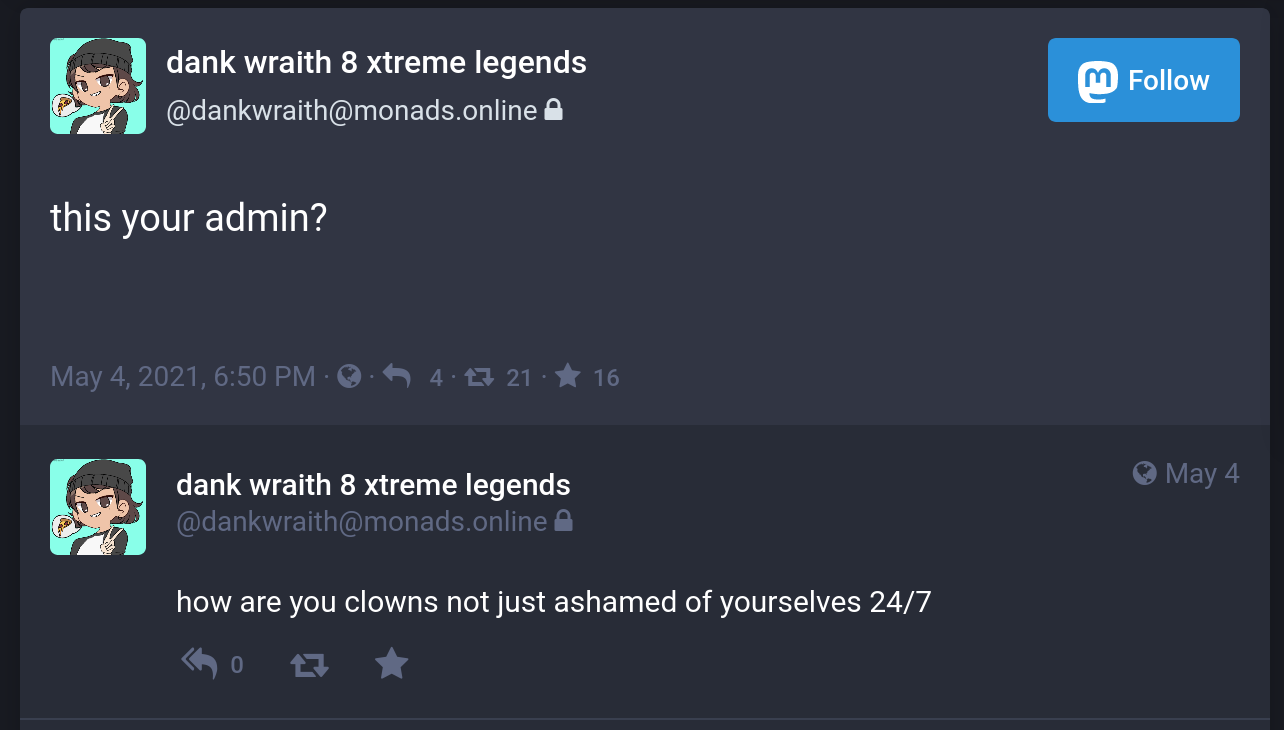 dank wraith 8 xtreme legends
@dankwraith@monads.online
Follow
this your admin?
May 4, 2021, 6:50 PM · · 4 · 21 · 16
dank wraith 8 xtreme legends
May 4
@dankwraith@monads.online
how are you clowns not just ashamed of yourselves 24/7
0